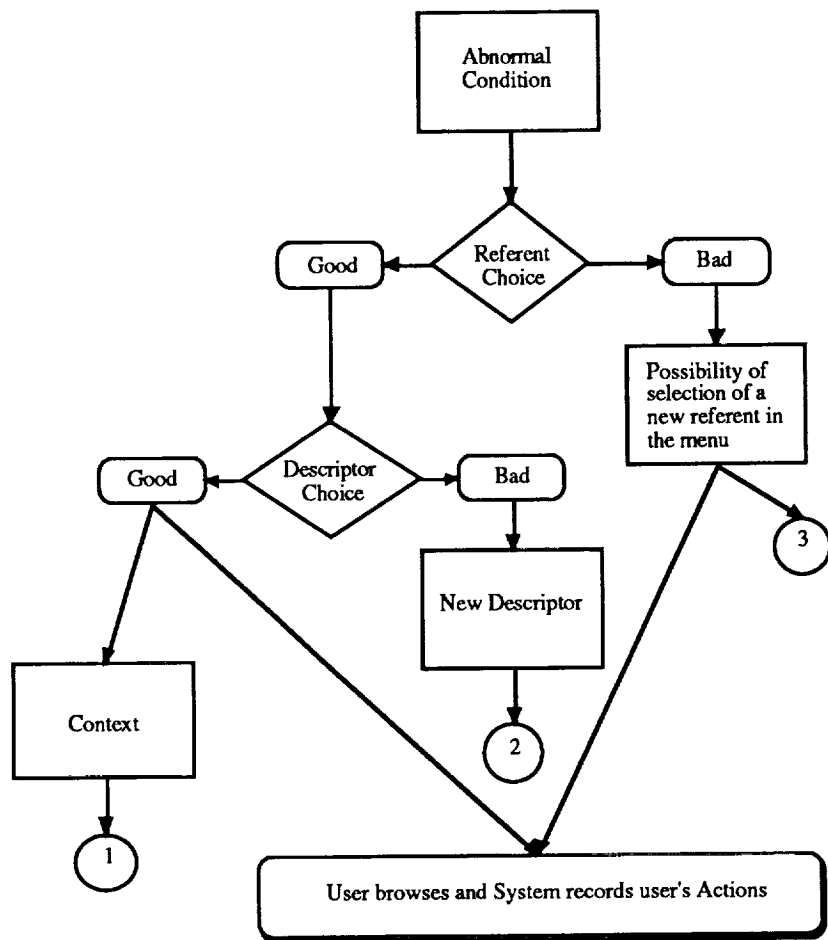 Abnormal
Condition
Good
Referent
Choice
Bad
Possibility of
selection of a
new referent in
the menu
Good
Descriptor
Choice
Bad
3
New Descriptor
Context
2
1
User browses and System records user's Actions